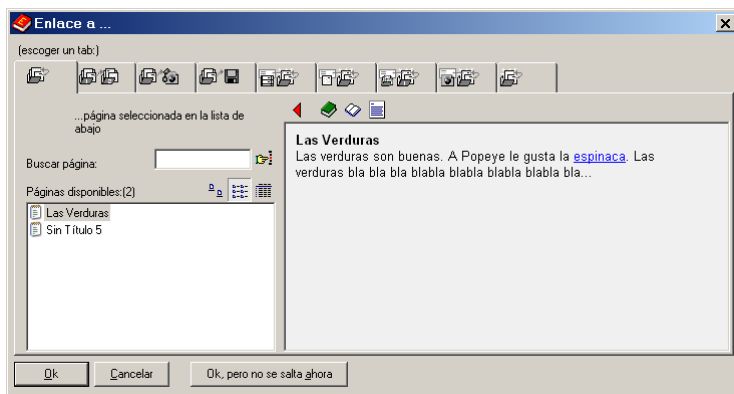 Enlace a ...
(escoger un tab:)
...página seleccionada en la lista de
abajo
Buscar página:
Páginas disponibles:(2)
Las Verduras
Sin Título 5
Las Verduras
Las verduras son buenas. A Popeye le gusta la espinaca. Las
verduras bla bla bla blabla blabla blabla blabla bla...
Ok
Cancelar
Ok, pero no se salta ahora